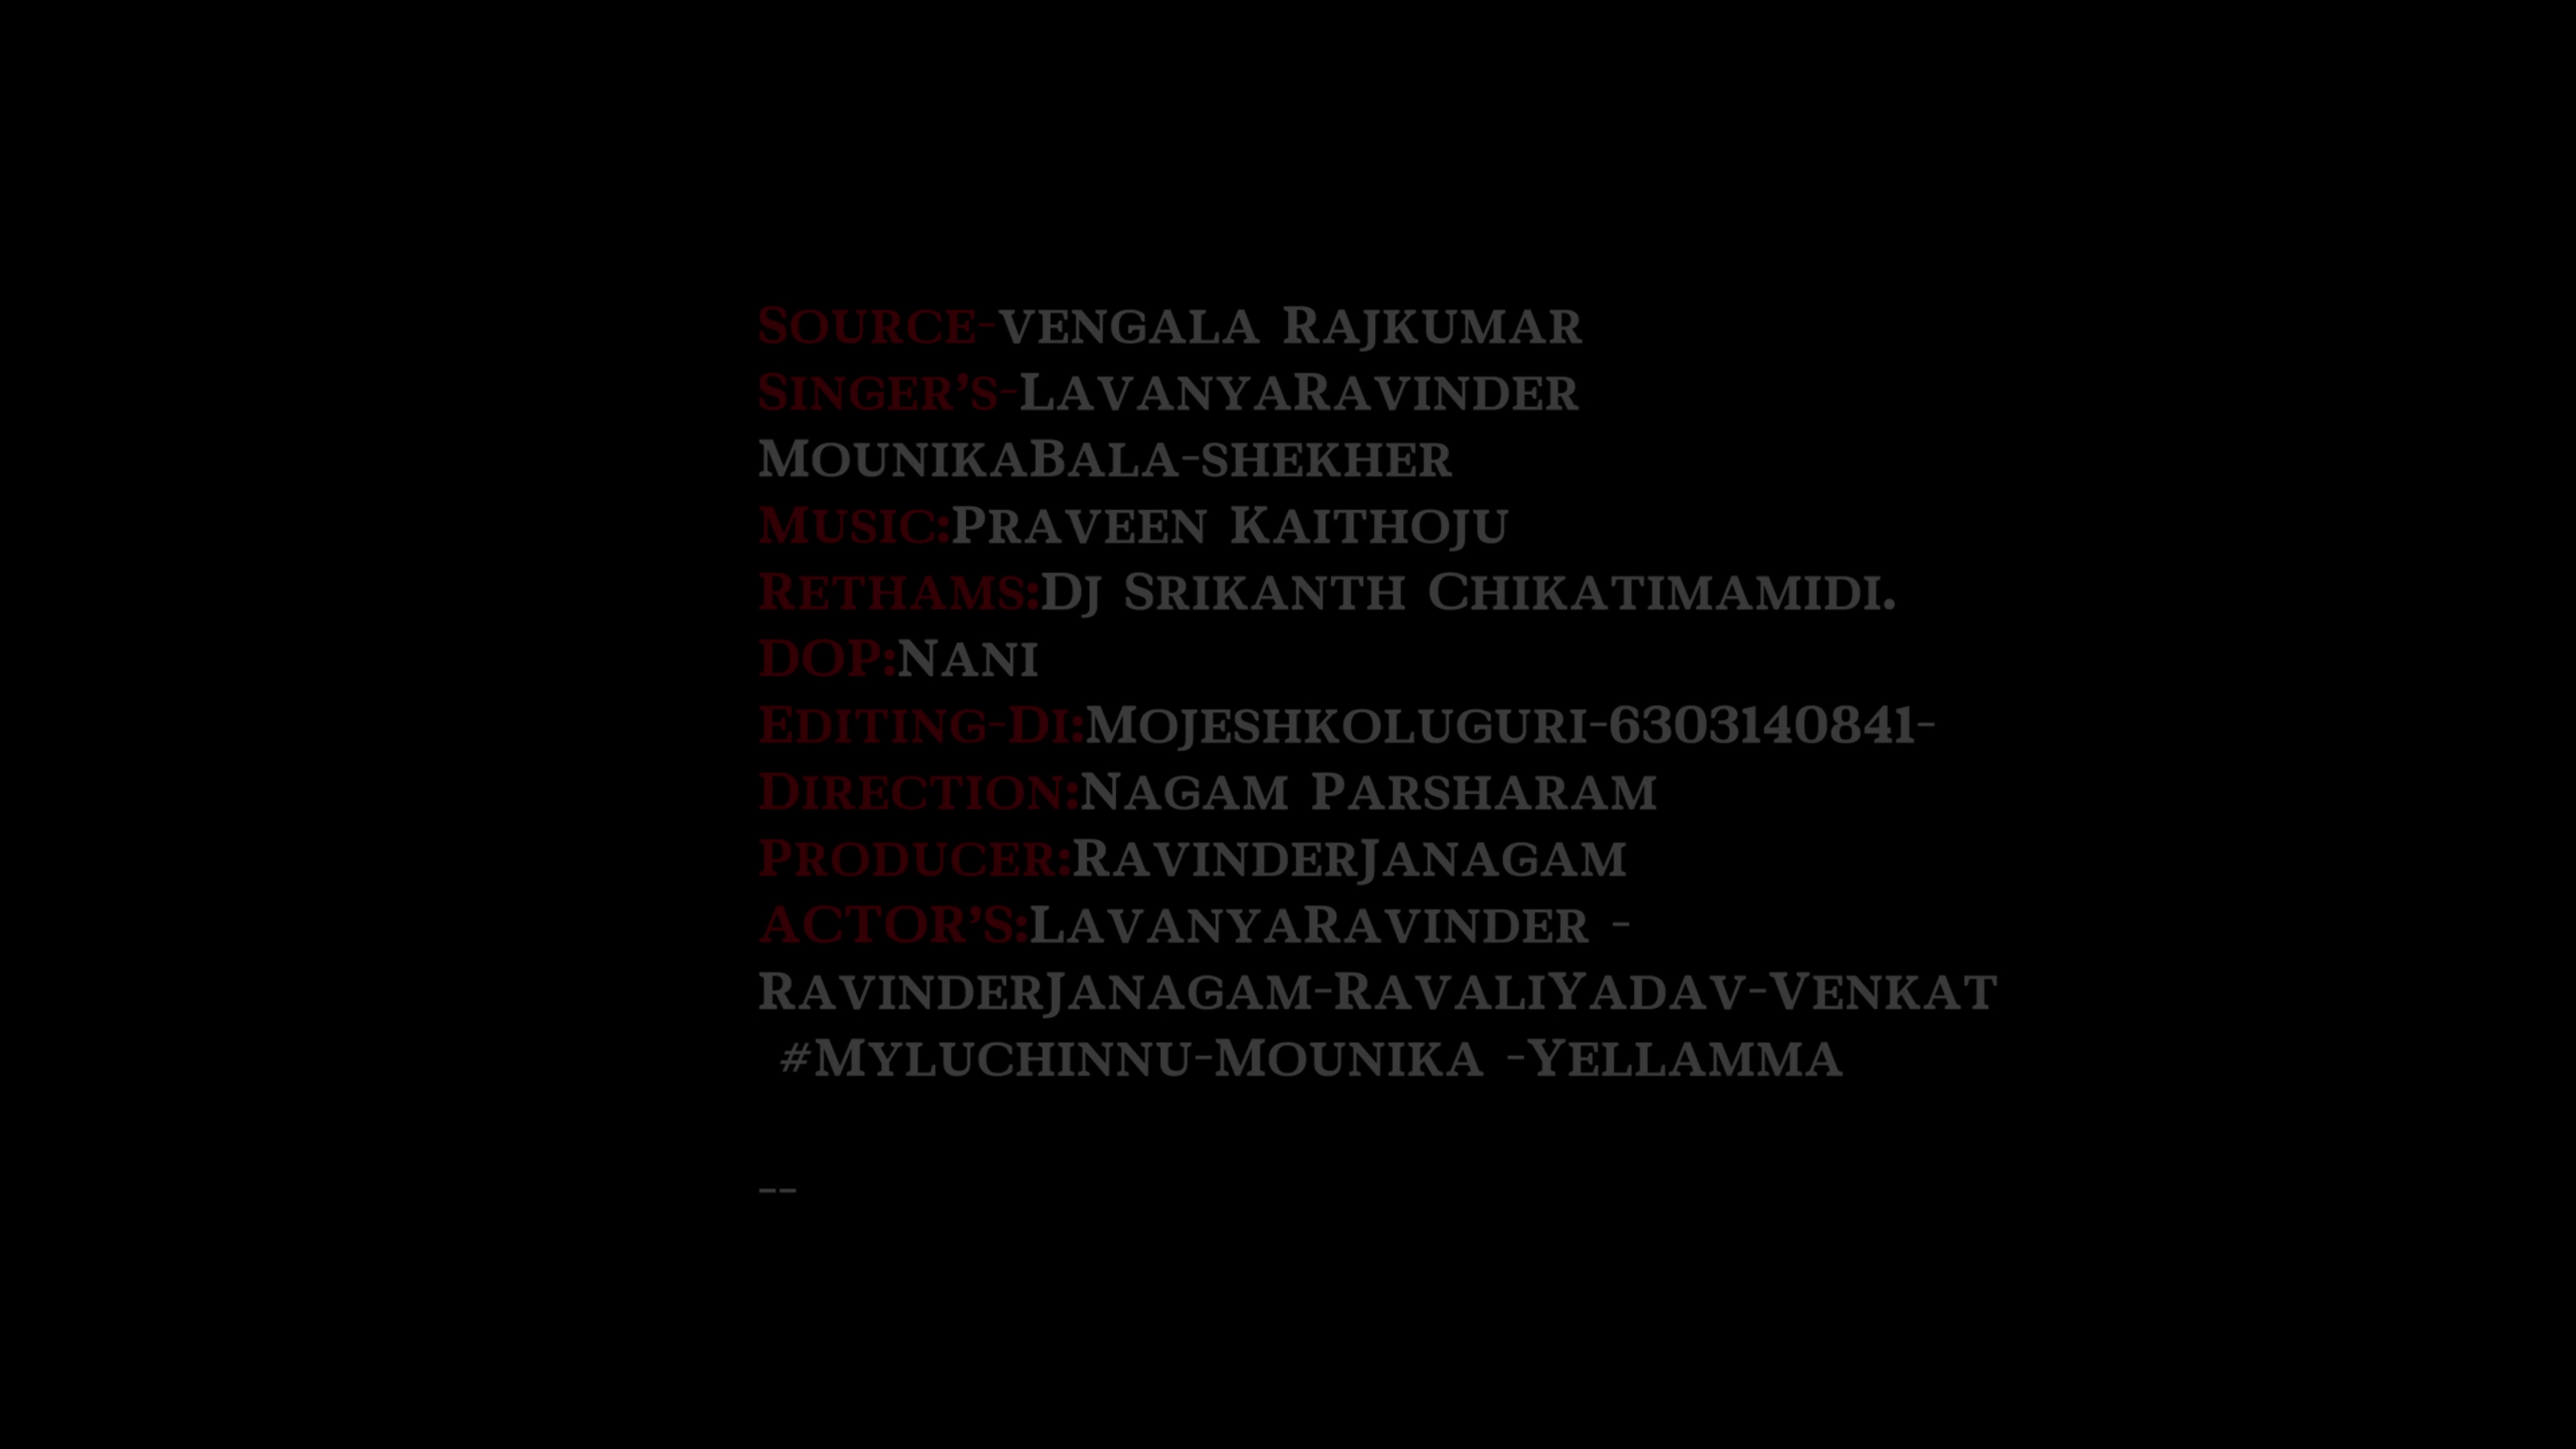 Source-vengala Rajkumar
Singer's-LavanyaRavinder
MounikaBala-shekher
Music:Praveen Kaithoju
Rethams:Dj Srikanth Chikatimamidi.
DOP:Nani
Editing-Di:Mojeshkoluguri-6303140841-
Direction:Nagam Parsharam
Producer:RavinderJanagam
ACTOR'S:LavanyaRavinder -
RavinderJanagam-RavaliYadav-Venkat
#Myluchinnu-Mounika -Yellamma
--